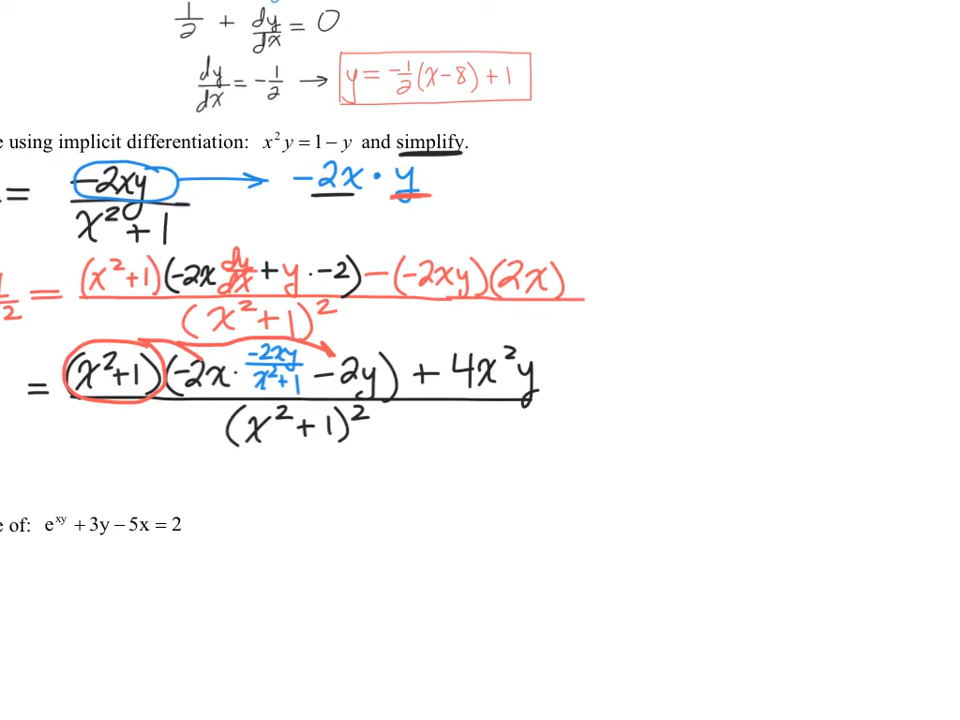 1/2 + dy/dx = 0
dy/dx = -1/2 → y = -1/2(x-8)+1
e using implicit differentiation: x²y = 1 − y and simplify.
= -2xy/(x²+1) → -2x · y
= ((x²+1)(-2x dy/dx + y · -2) - (-2xy)(2x))/(x²+1)²
= ((x²+1)(-2x · -2xy/(x²+1) - 2y) + 4x²y)/(x²+1)²
e of: e^xy + 3y − 5x = 2